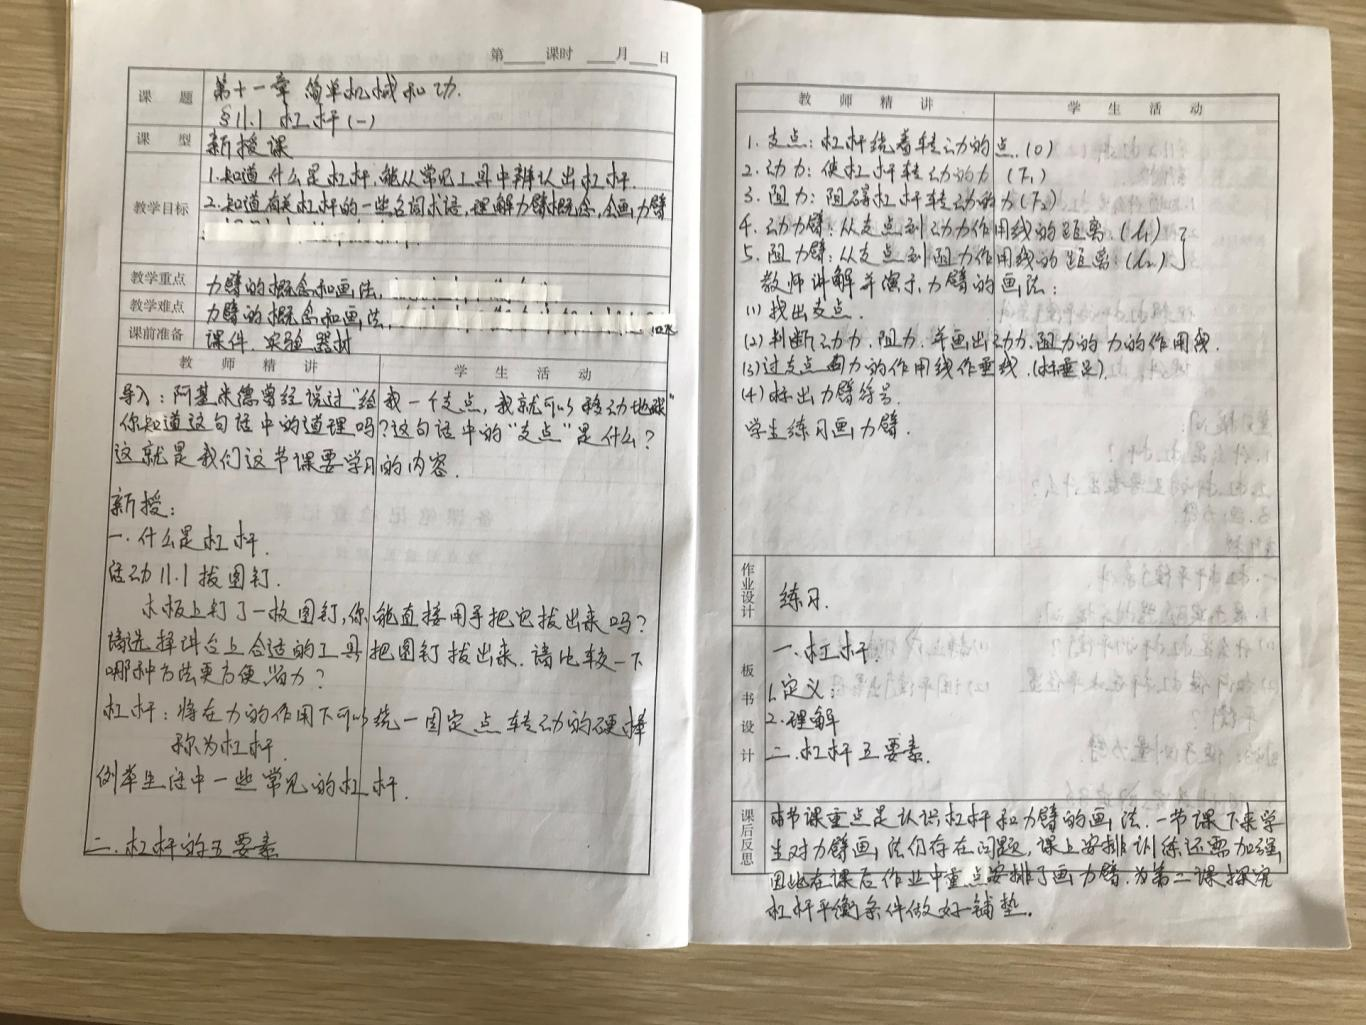 第　　课时　　月　　日
课题 第十一章 简单机械和功.
§11.1 杠杆(一)
课型 新授课
教学目标 1.知道什么是杠杆,能从常见工具中辨认出杠杆.
2.知道有关杠杆的一些名词术语,理解力臂概念,会画力臂
教学重点 力臂的概念和画法,
教学难点 力臂的概念和画法,
课前准备 课件.实验器材
教师精讲 学生活动
导入:阿基米德曾经说过"给我一个支点,我就可以移动地球"
你知道这句话中的道理吗?这句话中的"支点"是什么?
这就是我们这节课要学习的内容.
新授:
一.什么是杠杆.
活动11.1 拔图钉.
木板上钉了一枚图钉,你能直接用手把它拔出来吗?
请选择讲台上合适的工具把图钉拔出来.请比较一下
哪种方法更方便,省力?
杠杆:将在力的作用下可以绕一固定点转动的硬棒
称为杠杆.
例举生活中一些常见的杠杆.
二.杠杆的五要素
教师精讲 学生活动
1.支点:杠杆绕着转动的点.(O)
2.动力:使杠杆转动的力 (F₁)
3.阻力:阻碍杠杆转动的力(F₂)
4.动力臂:从支点到动力作用线的距离.(L₁)
5.阻力臂:从支点到阻力作用线的距离.(L₂)
教师讲解并演示,力臂的画法:
(1)找出支点.
(2)判断动力.阻力.并画出动力.阻力的力的作用线.
(3)过支点向力的作用线作垂线.(标垂足).
(4)标出力臂符号.
学生练习画力臂.
作业设计 练习.
板书设计 一.杠杆.
1.定义:
2.理解
二.杠杆五要素.
课后反思 本节课重点是认识杠杆和力臂的画法.一节课下来学
生对力臂画法仍存在问题,课上安排训练还需加强
因此在课后作业中重点安排了画力臂.为第二课探究
杠杆平衡条件做好铺垫.